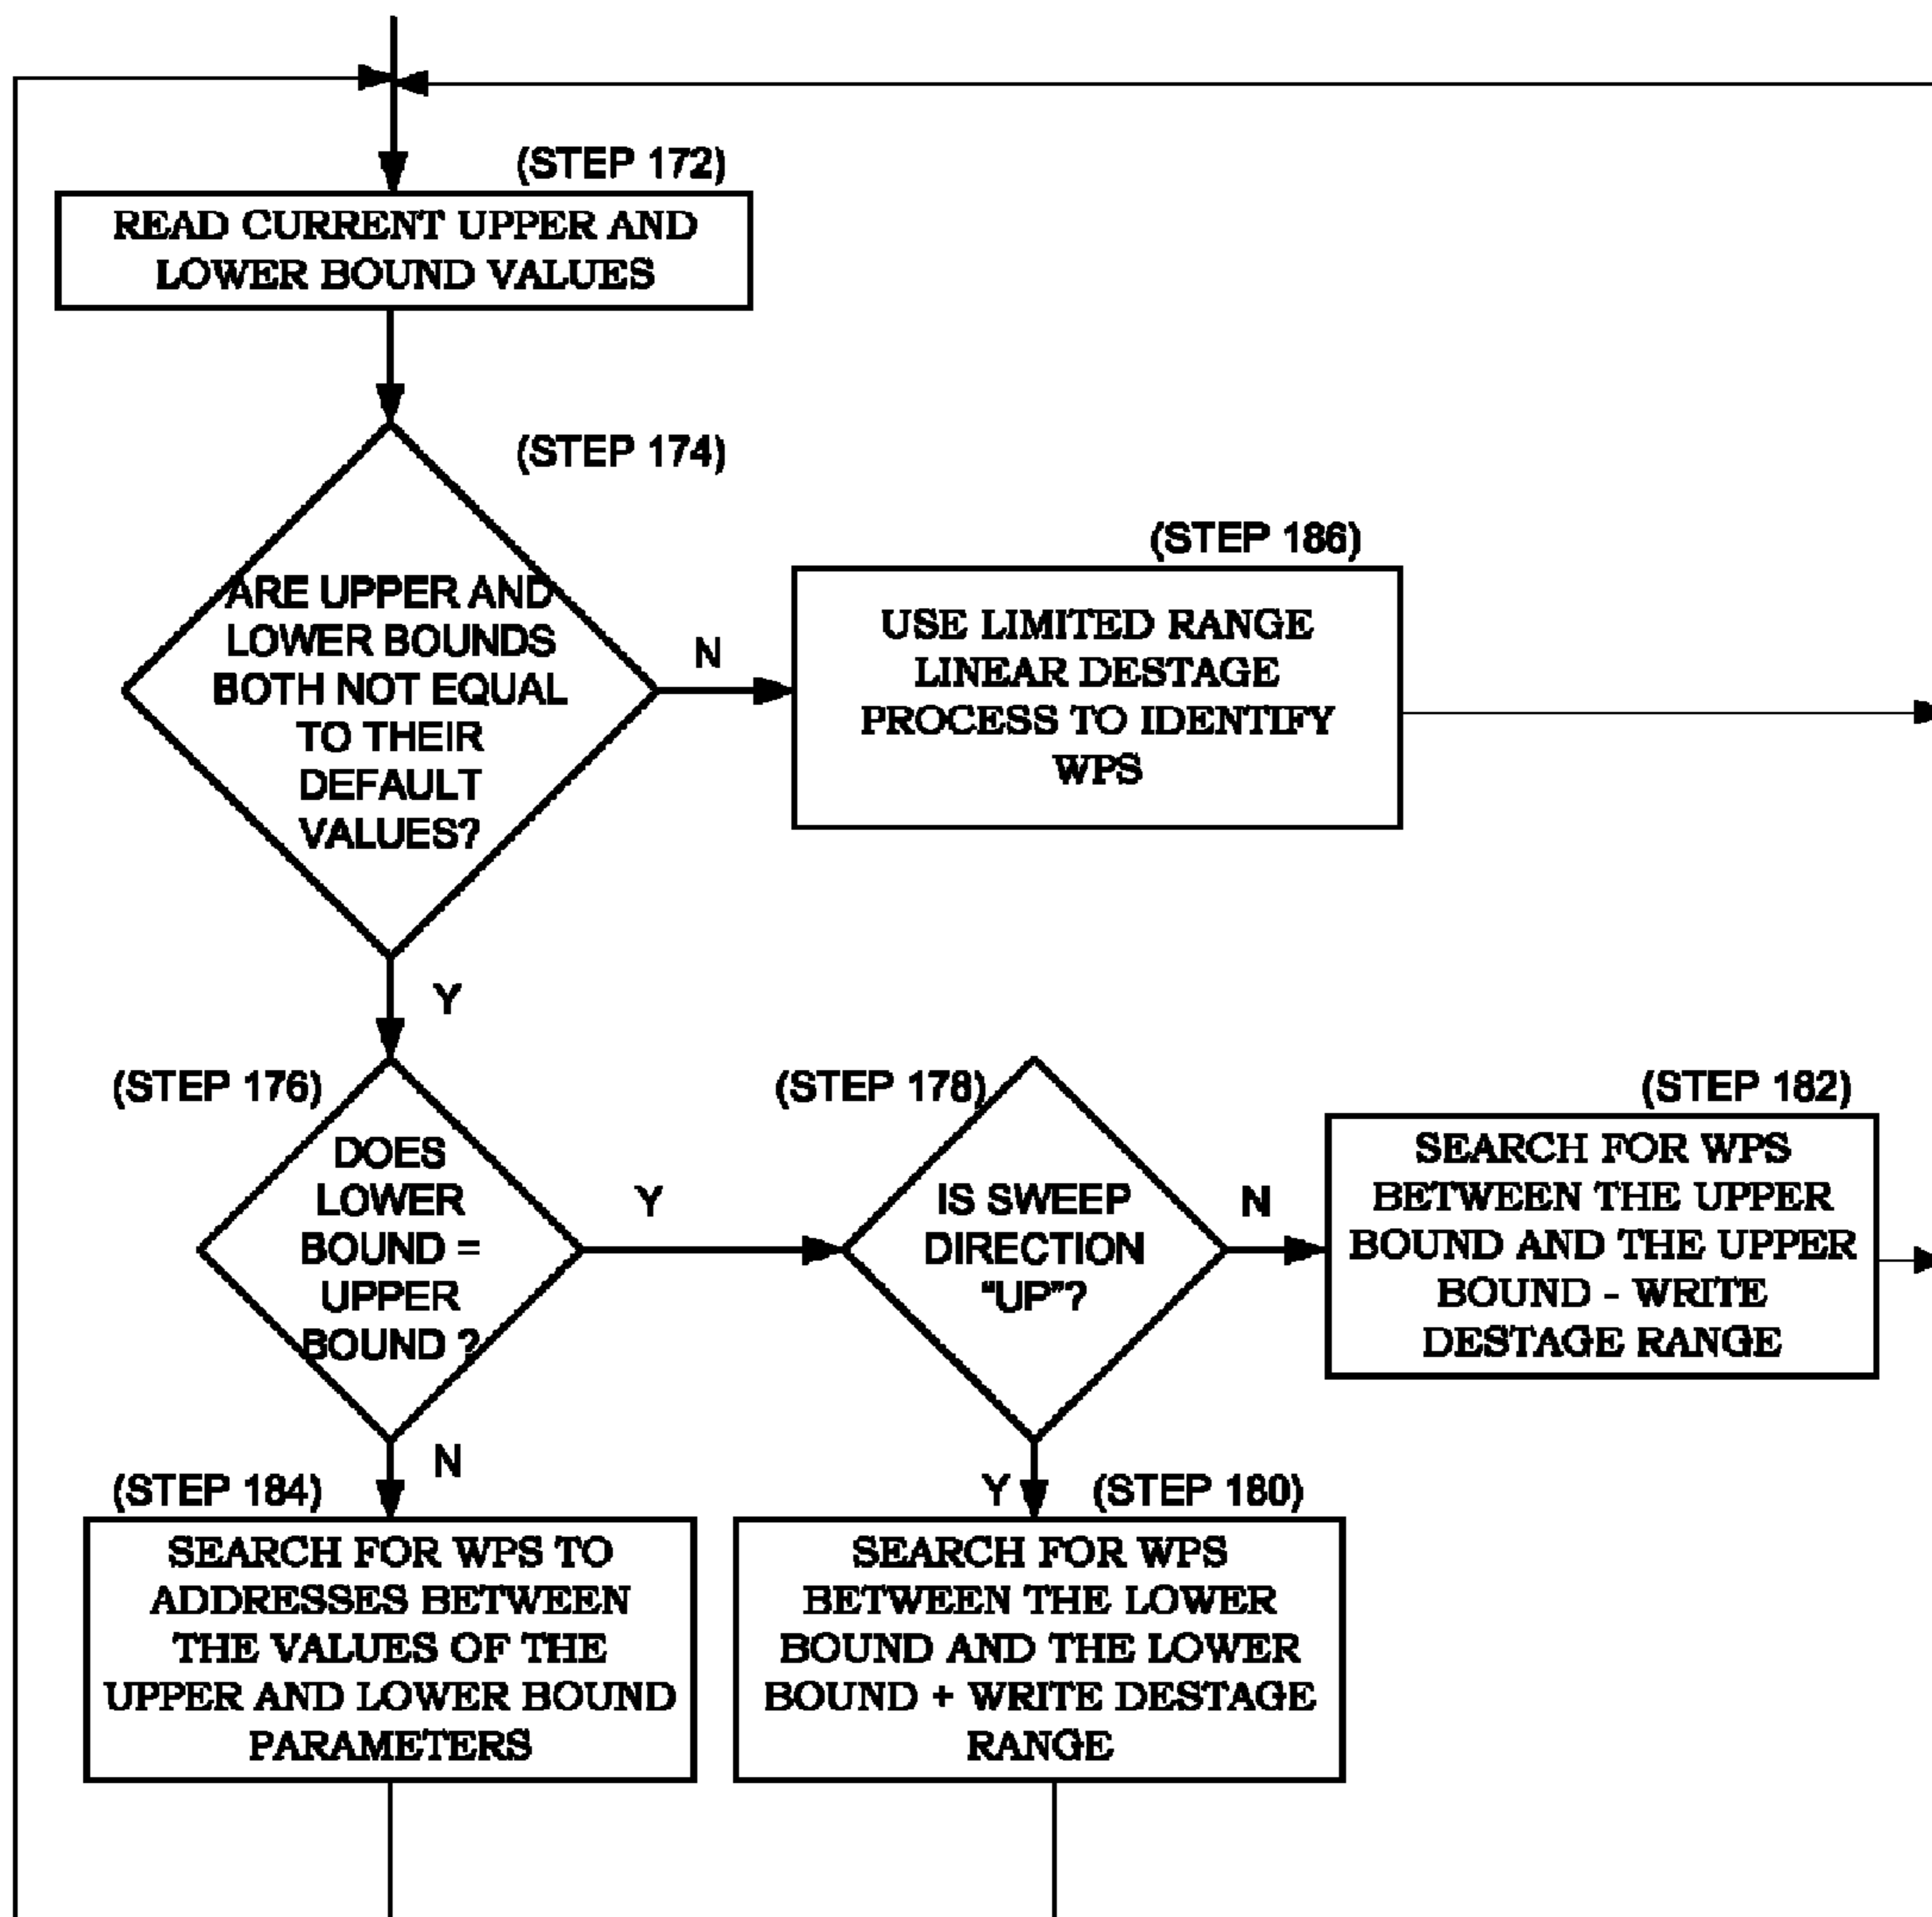 (STEP 172)
READ CURRENT UPPER AND
LOWER BOUND VALUES
(STEP 174)
ARE UPPER AND
LOWER BOUNDS
BOTH NOT EQUAL
TO THEIR
DEFAULT
VALUES?
N
(STEP 186)
USE LIMITED RANGE
LINEAR DESTAGE
PROCESS TO IDENTIFY
WPS
Y
(STEP 176)
DOES
LOWER
BOUND =
UPPER
BOUND ?
Y
(STEP 178)
IS SWEEP
DIRECTION
“UP”?
N
(STEP 182)
SEARCH FOR WPS
BETWEEN THE UPPER
BOUND AND THE UPPER
BOUND - WRITE
DESTAGE RANGE
N
(STEP 184)
SEARCH FOR WPS TO
ADDRESSES BETWEEN
THE VALUES OF THE
UPPER AND LOWER BOUND
PARAMETERS
Y
(STEP 180)
SEARCH FOR WPS
BETWEEN THE LOWER
BOUND AND THE LOWER
BOUND + WRITE DESTAGE
RANGE